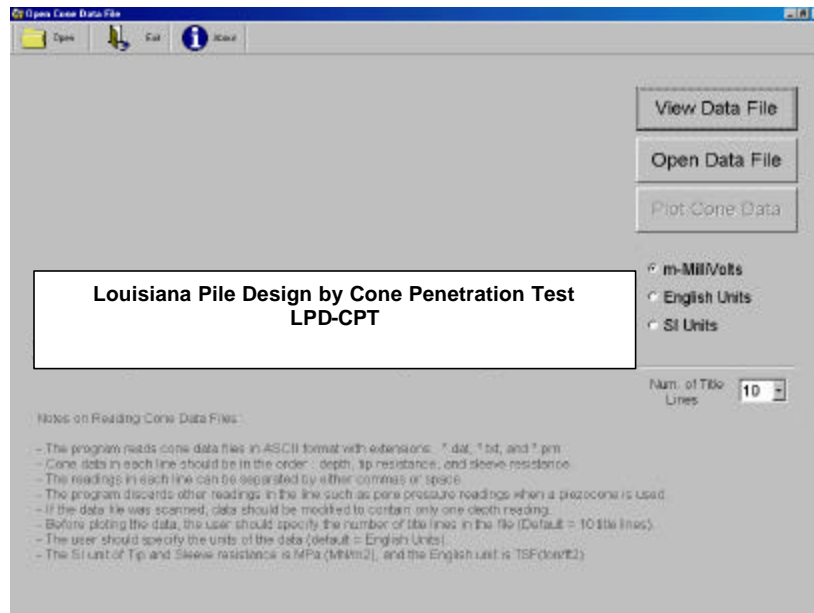 Open Cone Data File
Open Exit About
View Data File
Open Data File
Plot Cone Data
m-MilliVolts
English Units
SI Units
Louisiana Pile Design by Cone Penetration Test
LPD-CPT
Num. of Title
Lines
10
Notes on Reading Cone Data Files:
- The program reads cone data files in ASCII format with extensions: *.dat, *.txt, and *.prn
- Cone data in each line should be in the order : depth, tip resistance, and sleeve resistance
- The readings in each line can be separated by either commas or space.
- The program discards other readings in the line such as pore pressure readings when a piezocone is used.
- If the data file was scanned, data should be modified to contain only one depth reading.
- Before ploting the data, the user should specify the number of title lines in the file (Default = 10 title lines).
- The user should specify the units of the data (default = English Units).
- The SI unit of Tip and Sleeve resistance is MPa (MN/m2), and the English unit is TSF(ton/ft2)